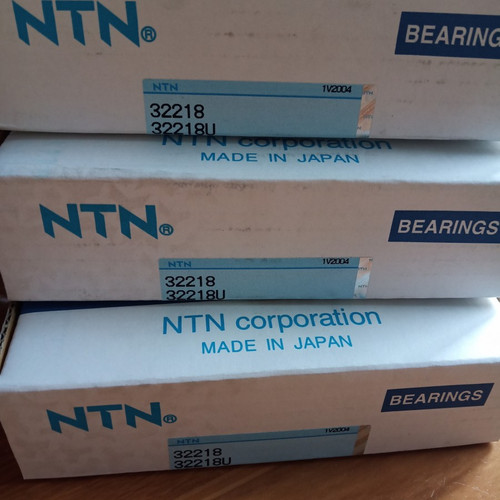 NTN®
BEARING
NTN 1V2004
32218
32218U
NTN corporation
MADE IN JAPAN
NTN®
BEARINGS
NTN 1V2004
32218
32218U
NTN corporation
MADE IN JAPAN
NTN®
BEARINGS
NTN 1V2004
32218
32218U